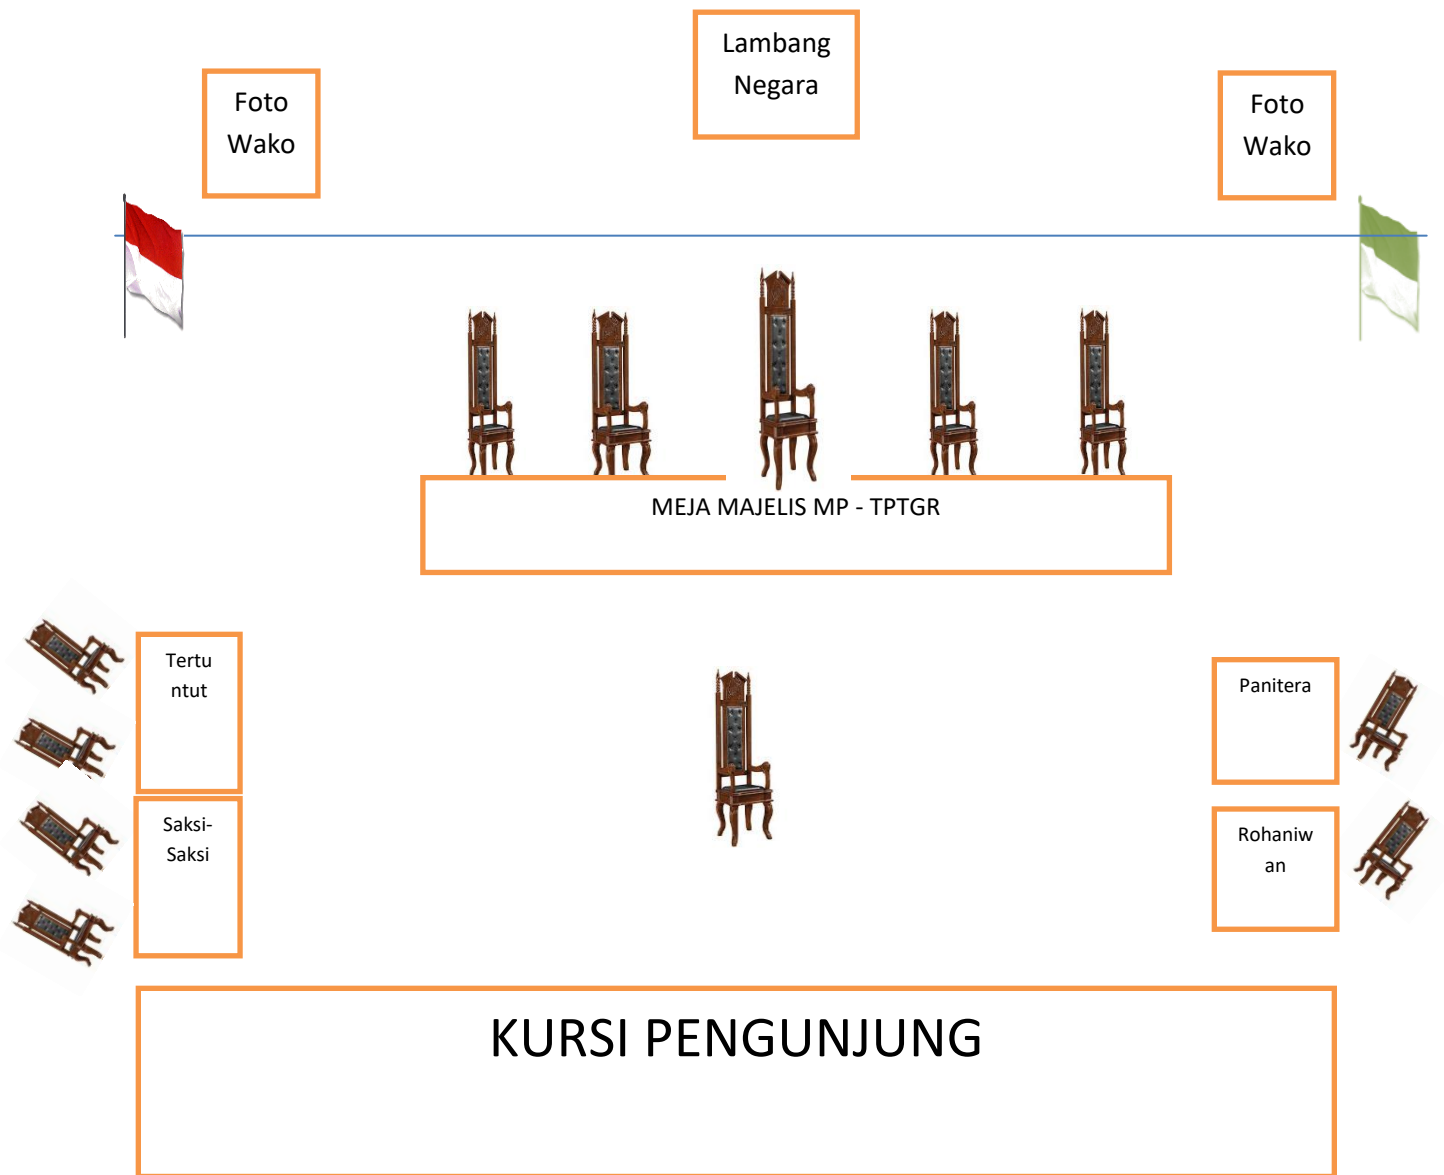 Lambang
Negara
Foto
Wako
Foto
Wako
MEJA MAJELIS MP - TPTGR
Tertu
ntut
Panitera
Saksi-
Saksi
Rohaniw
an
KURSI PENGUNJUNG